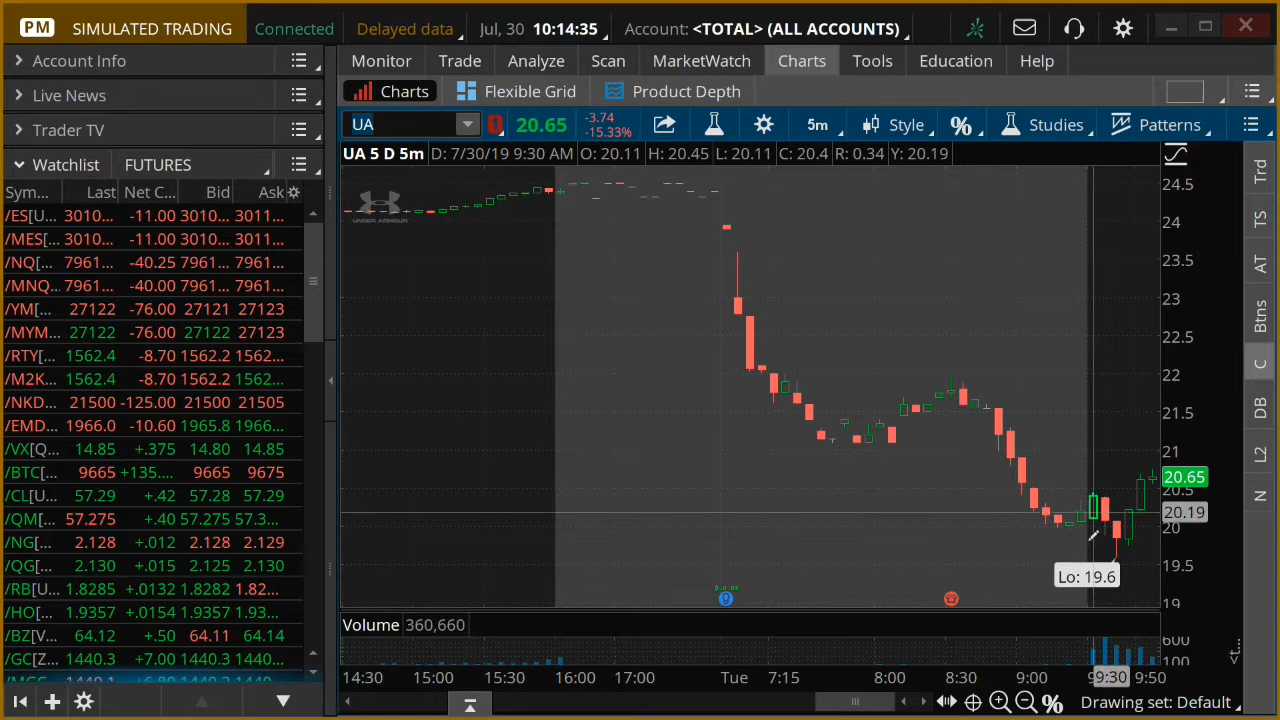 PM SIMULATED TRADING Connected Delayed data Jul, 30 10:14:35 Account: <TOTAL> (ALL ACCOUNTS)
Account Info
Live News
Trader TV
Watchlist FUTURES
Sym... Last Net C... Bid Ask
/ES[U... 3010... -11.00 3010... 3011...
/MES[... 3010... -11.00 3010... 3011...
/NQ[... 7961... -40.25 7961... 7961...
/MNQ... 7961... -40.00 7961... 7961...
/YM[... 27122 -76.00 27121 27123
/MYM... 27122 -76.00 27122 27123
/RTY[... 1562.4 -8.70 1562.2 1562...
/M2K... 1562.4 -8.70 1562.2 1562...
/NKD... 21500 -125.00 21500 21505
/EMD... 1966.0 -10.60 1965.8 1966...
/VX[Q... 14.85 +.375 14.80 14.85
/BTC[... 9665 +135.... 9665 9675
/CL[U... 57.29 +.42 57.28 57.29
/QM[... 57.275 +.40 57.275 57.3...
/NG[... 2.128 +.012 2.128 2.129
/QG[... 2.130 +.015 2.125 2.130
/RB[U... 1.8285 +.0132 1.8282 1.82...
/HO[... 1.9357 +.0154 1.9357 1.93...
/BZ[V... 64.12 +.50 64.11 64.14
/GC[Z... 1440.3 +7.00 1440.3 1440...
Monitor Trade Analyze Scan MarketWatch Charts Tools Education Help
Charts Flexible Grid Product Depth
UA 1 20.65 -3.74 -15.33% 5m Style % Studies Patterns
UA 5 D 5m D: 7/30/19 9:30 AM O: 20.11 H: 20.45 L: 20.11 C: 20.4 R: 0.34 Y: 20.19
UNDER ARMOUR
24.5
24
23.5
23
22.5
22
21.5
21
20.65
20.5
20.19
20
19.5
19
Lo: 19.6
Volume 360,660
600
100
14:30 15:00 15:30 16:00 17:00 Tue 7:15 8:00 8:30 9:00 9:30 9:50
% Drawing set: Default
Trd
TS
AT
Btns
C
DB
L2
N